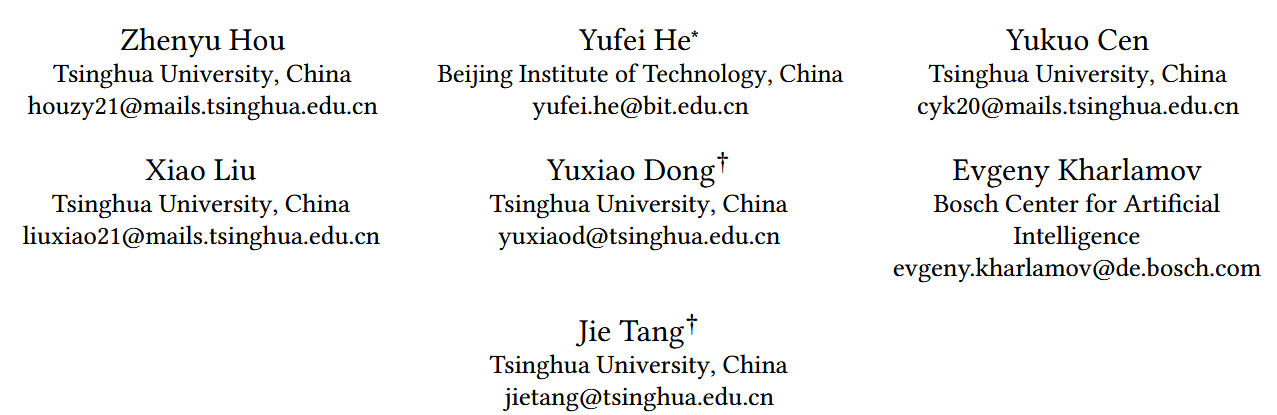 Zhenyu Hou
Tsinghua University, China
houzy21@mails.tsinghua.edu.cn
Yufei He*
Beijing Institute of Technology, China
yufei.he@bit.edu.cn
Yukuo Cen
Tsinghua University, China
cyk20@mails.tsinghua.edu.cn
Xiao Liu
Tsinghua University, China
liuxiao21@mails.tsinghua.edu.cn
Yuxiao Dong†
Tsinghua University, China
yuxiaod@tsinghua.edu.cn
Evgeny Kharlamov
Bosch Center for Artificial
Intelligence
evgeny.kharlamov@de.bosch.com
Jie Tang†
Tsinghua University, China
jietang@tsinghua.edu.cn